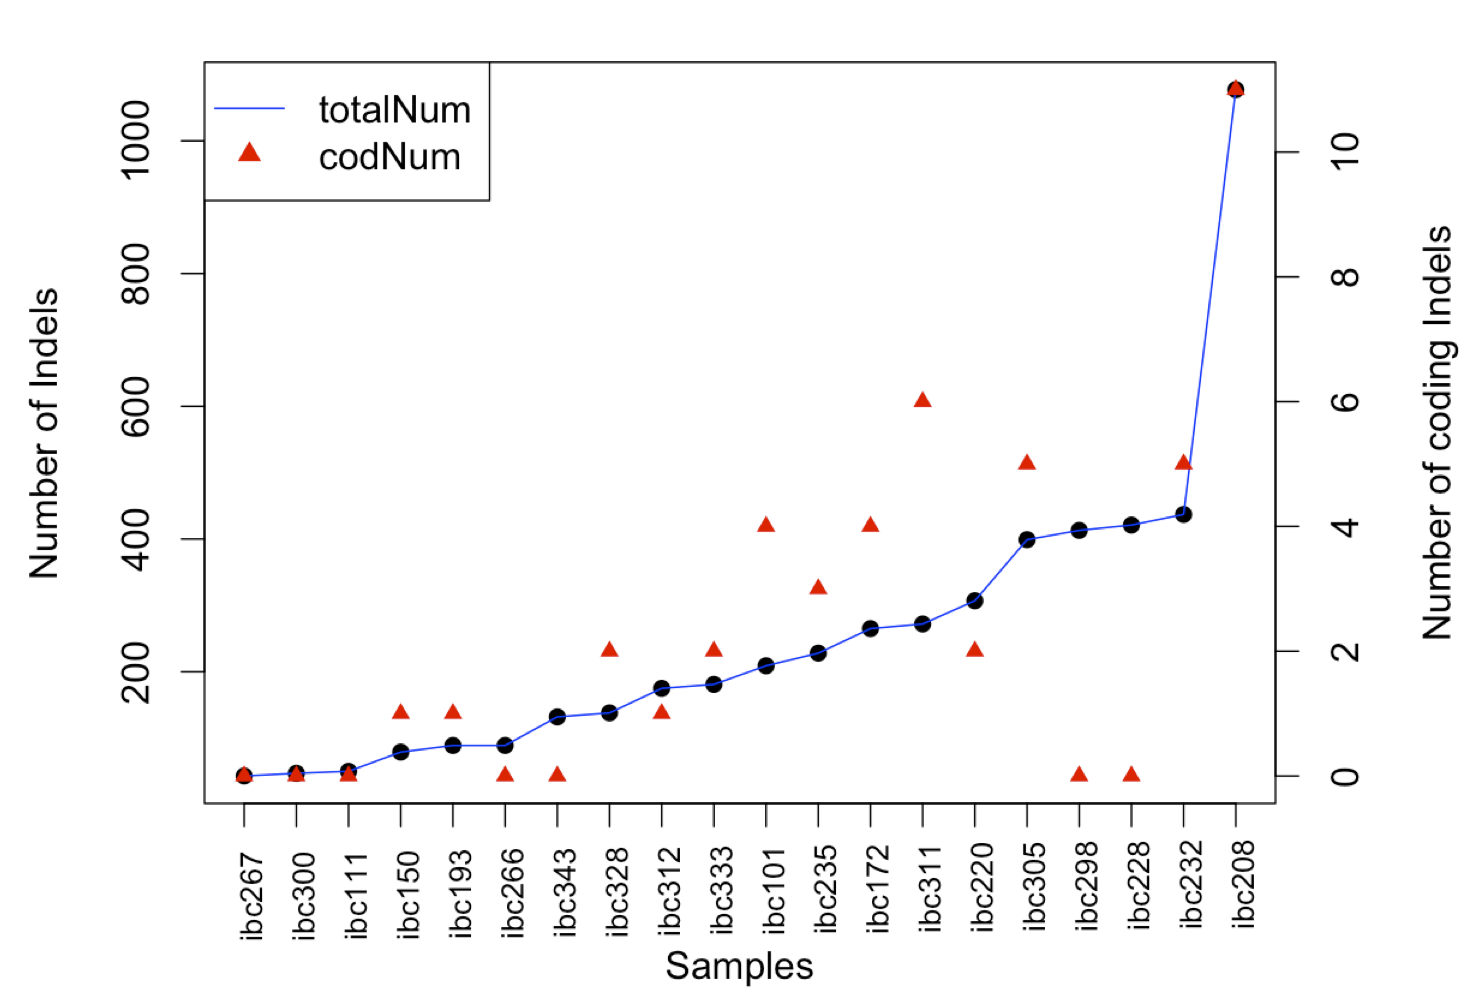 totalNum
codNum
Number of Indels
200
400
600
800
1000
Number of coding Indels
0
2
4
6
8
10
ibc267
ibc300
ibc111
ibc150
ibc193
ibc266
ibc343
ibc328
ibc312
ibc333
ibc101
ibc235
ibc172
ibc311
ibc220
ibc305
ibc298
ibc228
ibc232
ibc208
Samples